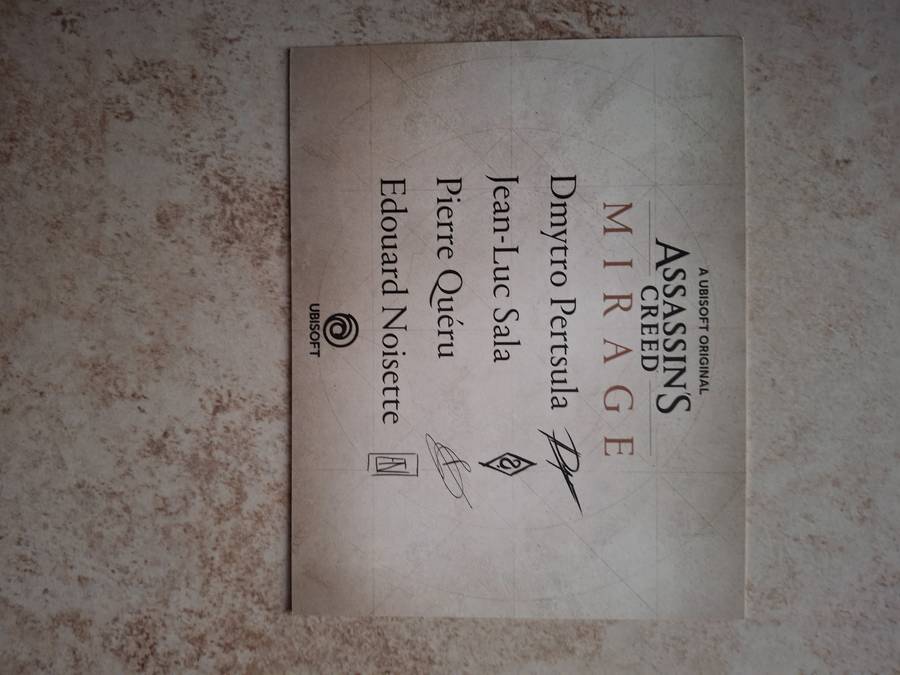 A UBISOFT ORIGINAL
ASSASSIN'S
CREED
MIRAGE
Dmytro Pertsula
Jean-Luc Sala
Pierre Quéru
Edouard Noisette
UBISOFT